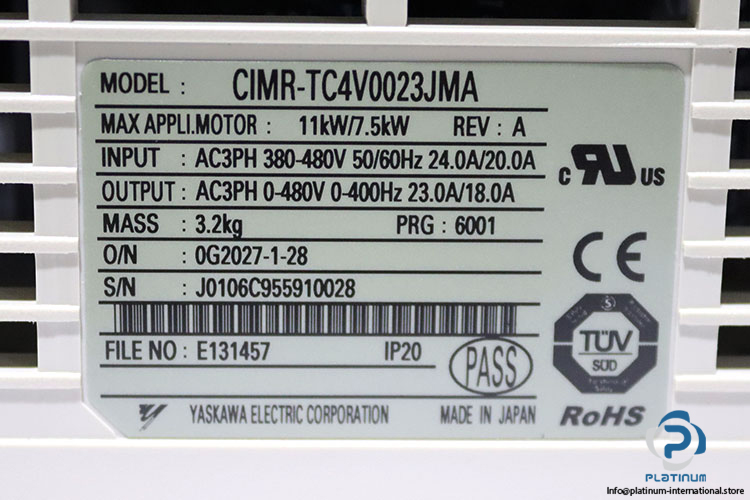 MODEL : CIMR-TC4V0023JMA
MAX APPLI.MOTOR : 11kW/7.5kW REV : A
INPUT : AC3PH 380-480V 50/60Hz 24.0A/20.0A
OUTPUT : AC3PH 0-480V 0-400Hz 23.0A/18.0A
MASS : 3.2kg PRG : 6001
O/N : 0G2027-1-28
S/N : J0106C955910028
FILE NO : E131457 IP20
PASS
YASKAWA ELECTRIC CORPORATION MADE IN JAPAN
c RU US
CE
TÜV
SÜD
RoHS
PLATINUM
Info@platinum-international.store